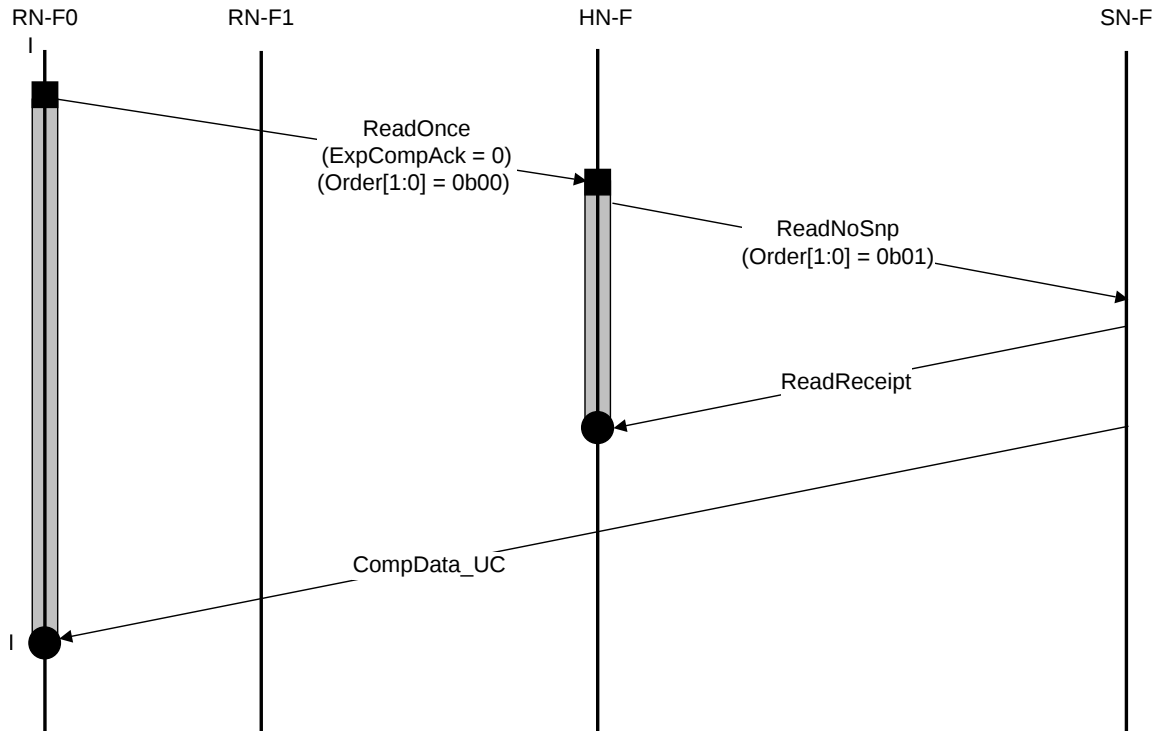 RN-F0 RN-F1 HN-F SN-F
I
ReadOnce
(ExpCompAck = 0)
(Order[1:0] = 0b00)
ReadNoSnp
(Order[1:0] = 0b01)
ReadReceipt
CompData_UC
I